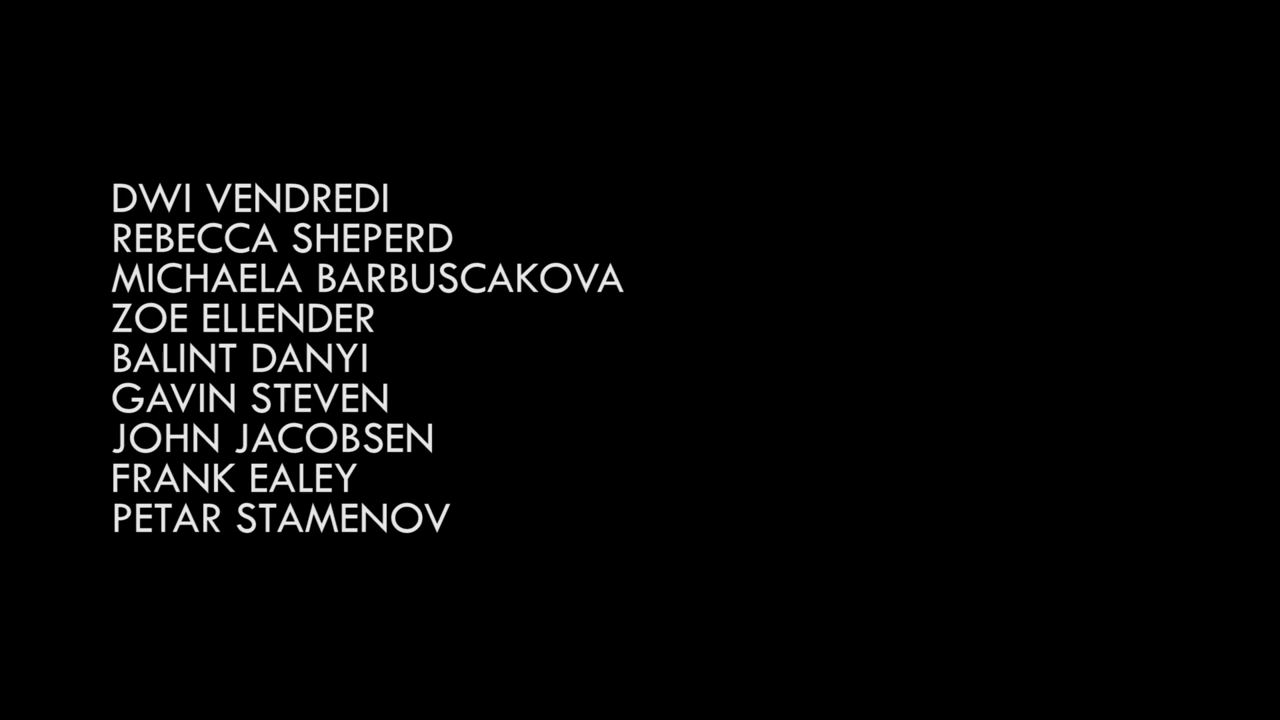 DWI VENDREDI
REBECCA SHEPERD
MICHAELA BARBUSCAKOVA
ZOE ELLENDER
BALINT DANYI
GAVIN STEVEN
JOHN JACOBSEN
FRANK EALEY
PETAR STAMENOV